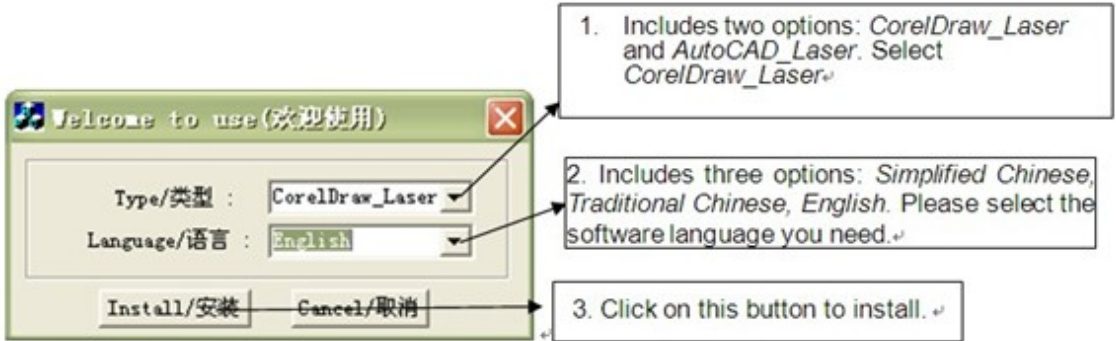 1. Includes two options: CorelDraw_Laser
and AutoCAD_Laser. Select
CorelDraw_Laser
Welcome to use(欢迎使用)
Type/类型 : CorelDraw_Laser
Language/语言 : English
2. Includes three options: Simplified Chinese,
Traditional Chinese, English. Please select the
software language you need.
Install/安装 Cancel/取消
3. Click on this button to install.